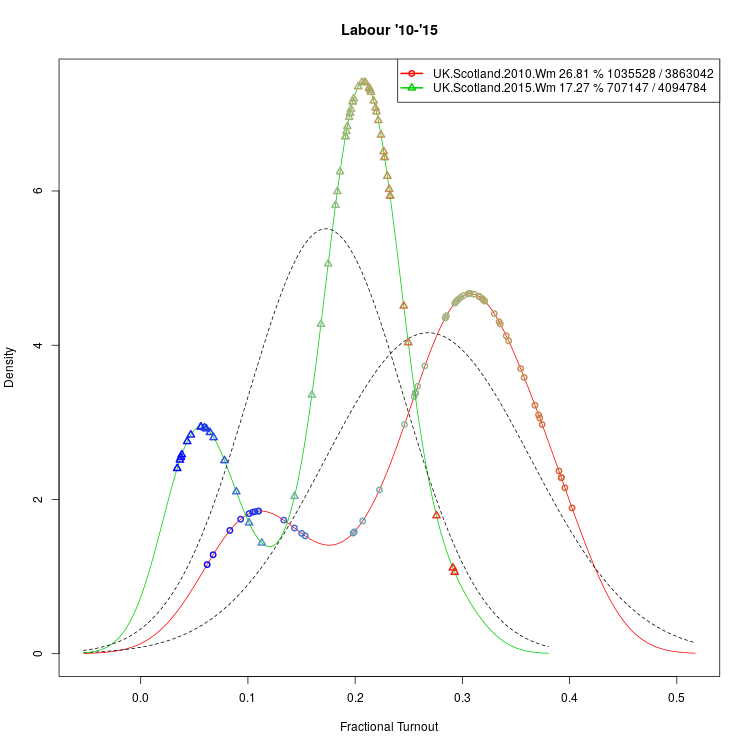 Labour '10-'15
UK.Scotland.2010.Wm 26.81 % 1035528 / 3863042
UK.Scotland.2015.Wm 17.27 % 707147 / 4094784
6
4
2
0
Density
0.0 0.1 0.2 0.3 0.4 0.5
Fractional Turnout